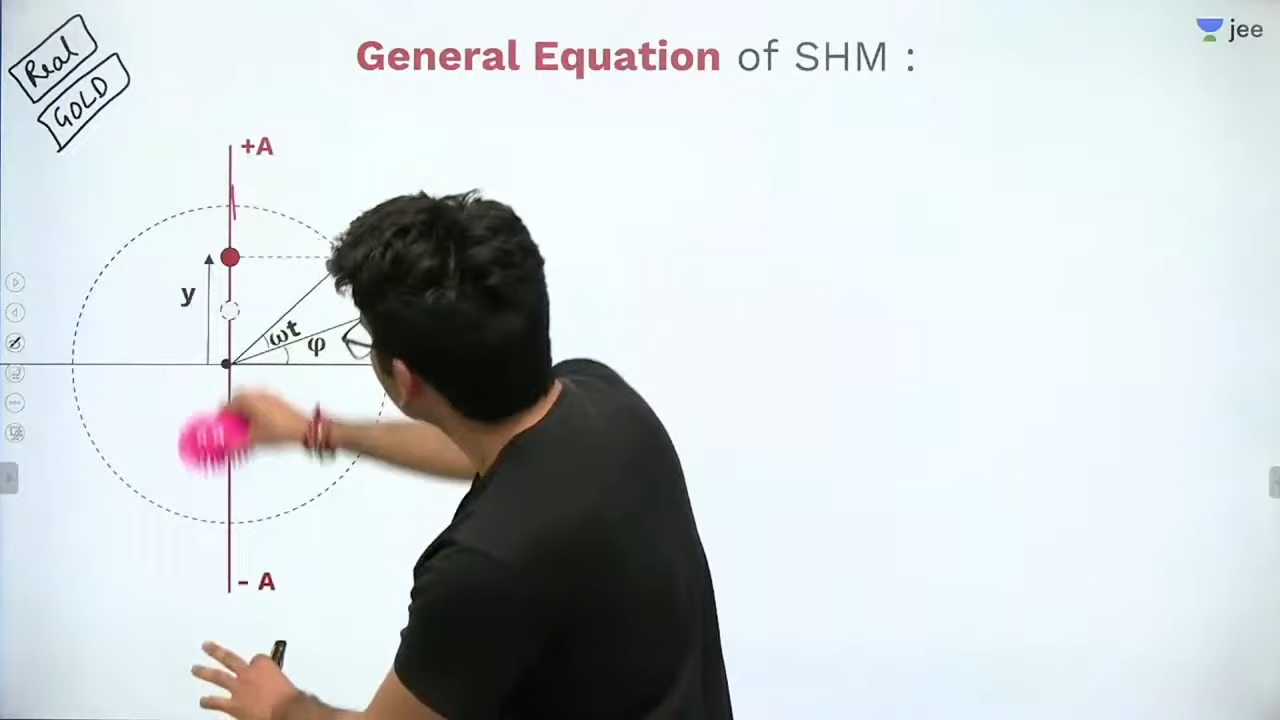 Real
GOLD
General Equation of SHM :
jee
+A
y
ωt
φ
- A